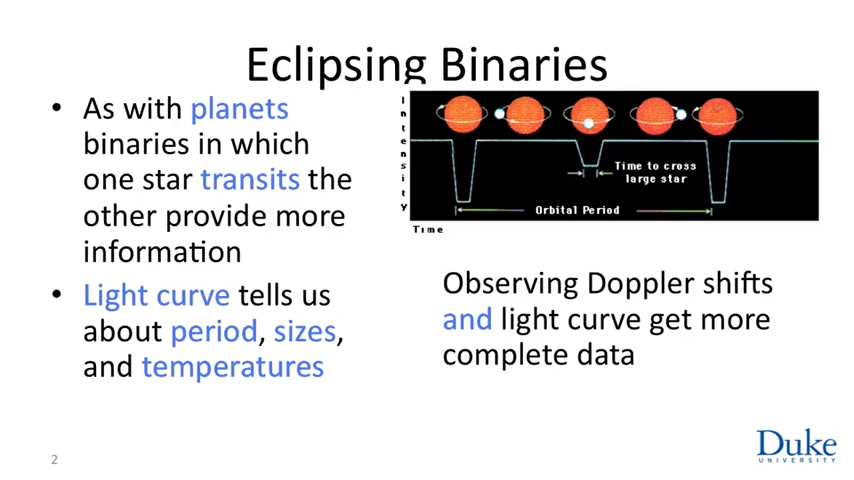 Eclipsing Binaries
• As with planets
binaries in which
one star transits the
other provide more
information
• Light curve tells us
about period, sizes,
and temperatures
Intensity
Time to cross
large star
Orbital Period
Time
Observing Doppler shifts
and light curve get more
complete data
2
Duke
UNIVERSITY